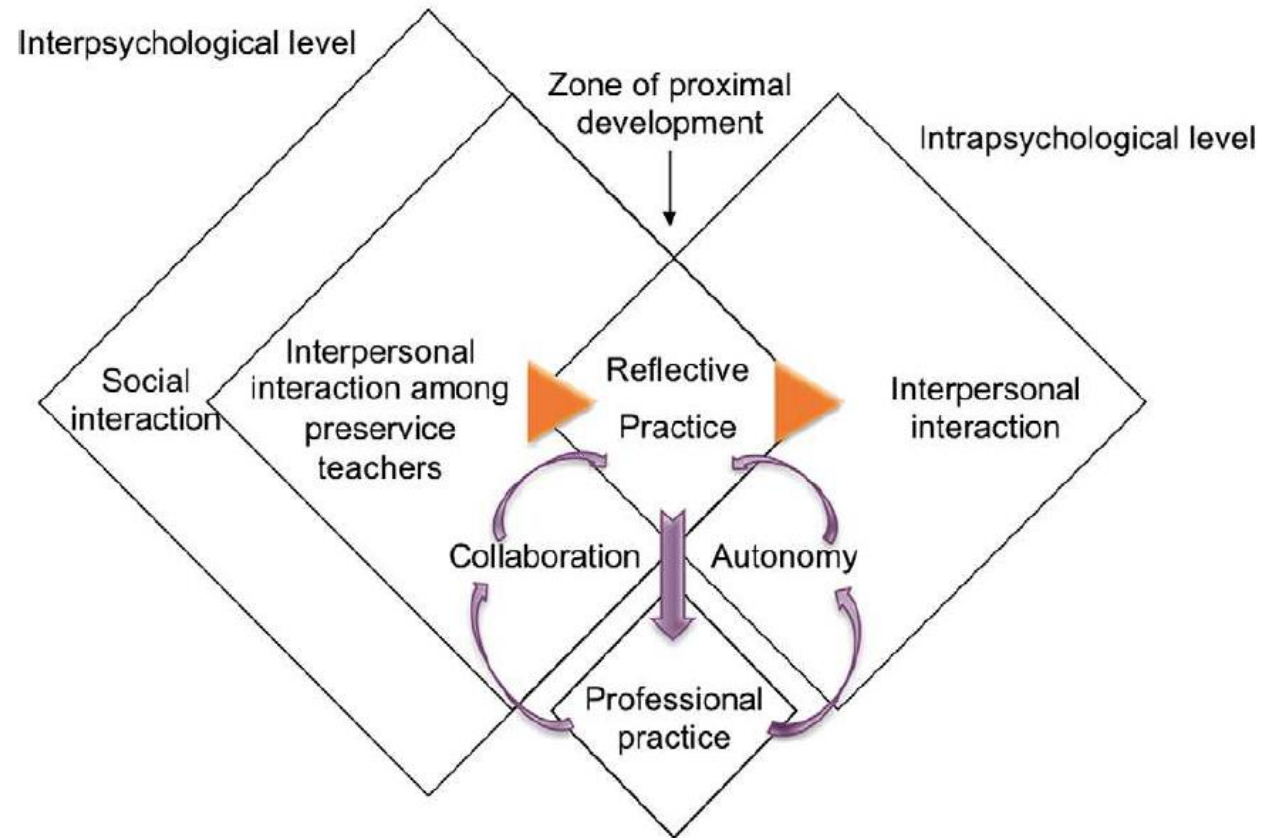 Interpsychological level
Zone of proximal
development
Intrapsychological level
Social
interaction
Interpersonal
interaction among
preservice
teachers
Reflective
Practice
Interpersonal
interaction
Collaboration
Autonomy
Professional
practice